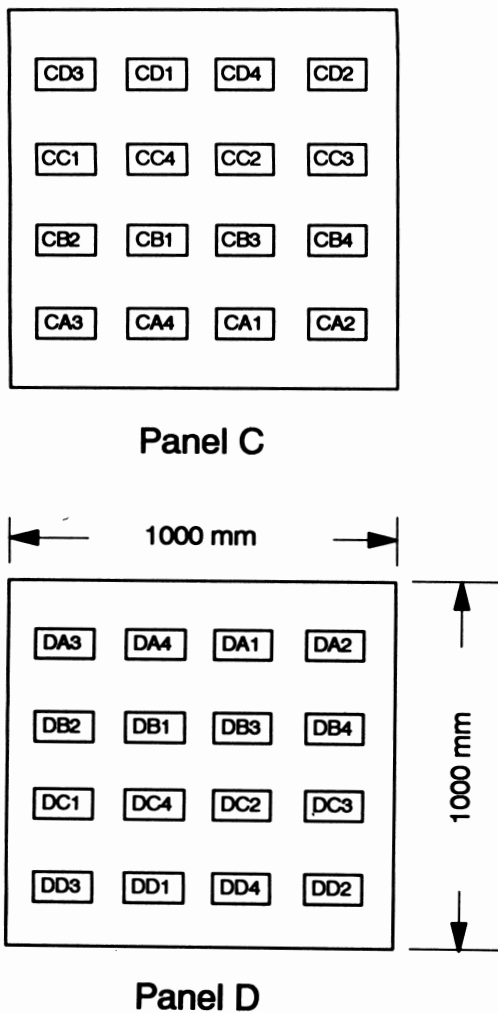 CD3 CD1 CD4 CD2
CC1 CC4 CC2 CC3
CB2 CB1 CB3 CB4
CA3 CA4 CA1 CA2
Panel C
1000 mm
DA3 DA4 DA1 DA2
DB2 DB1 DB3 DB4
1000 mm
DC1 DC4 DC2 DC3
DD3 DD1 DD4 DD2
Panel D